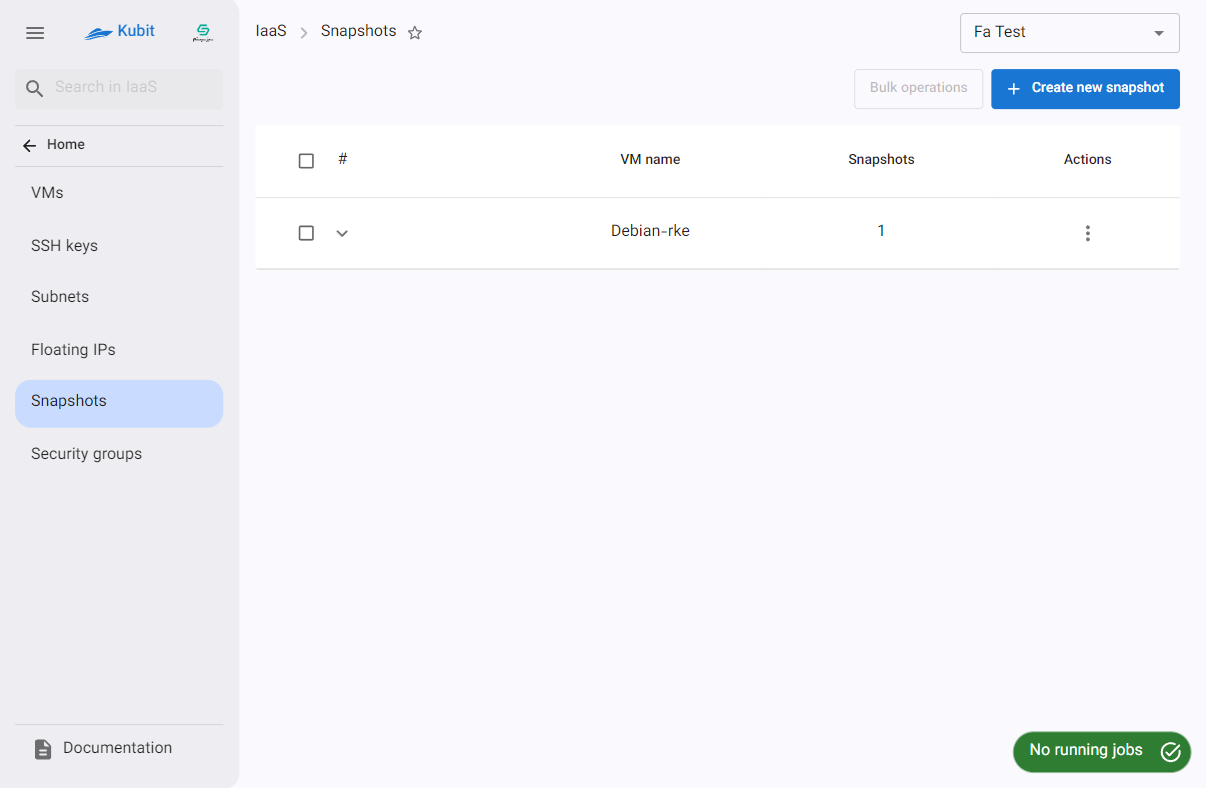 Kubit
IaaS
Snapshots
Fa Test
Search in IaaS
Bulk operations
Create new snapshot
Home
#
VM name
Snapshots
Actions
VMs
Debian-rke
1
SSH keys
Subnets
Floating IPs
Snapshots
Security groups
Documentation
No running jobs